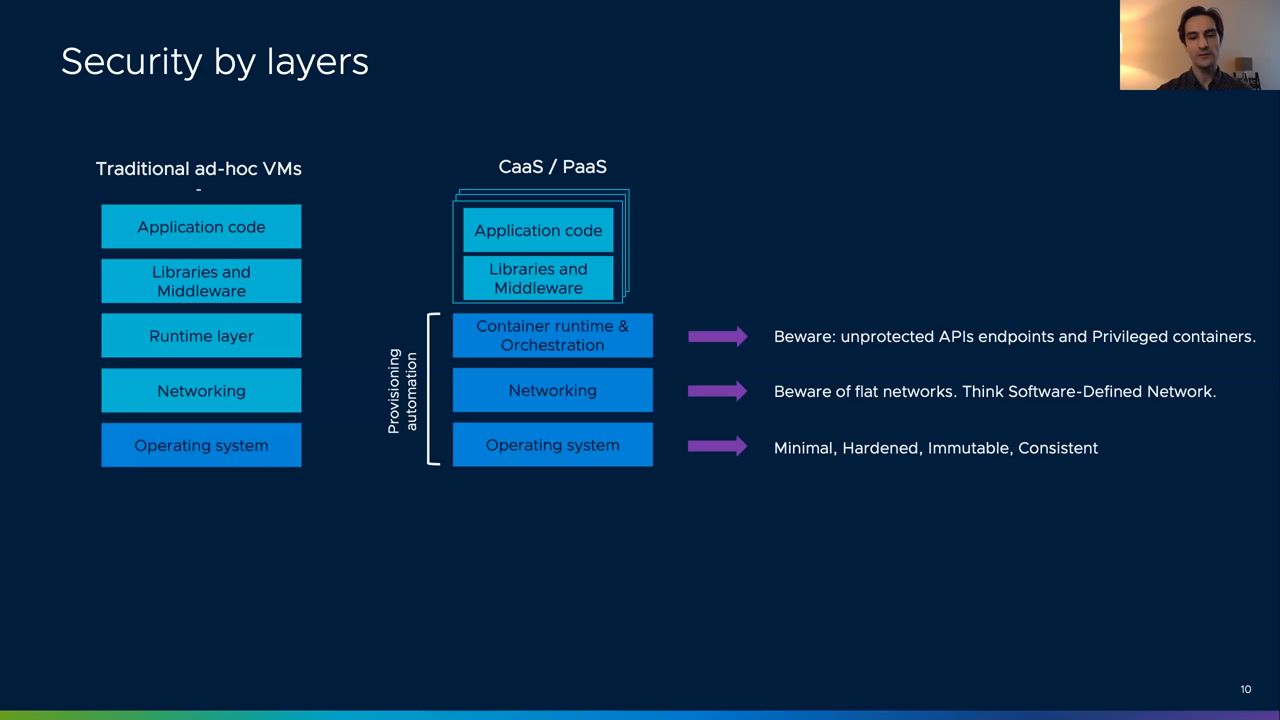 Security by layers
Traditional ad-hoc VMs
-
Application code
Libraries and
Middleware
Runtime layer
Networking
Operating system
CaaS / PaaS
Application code
Libraries and
Middleware
Provisioning
automation
Container runtime &
Orchestration
Networking
Operating system
Beware: unprotected APIs endpoints and Privileged containers.
Beware of flat networks. Think Software-Defined Network.
Minimal, Hardened, Immutable, Consistent
10